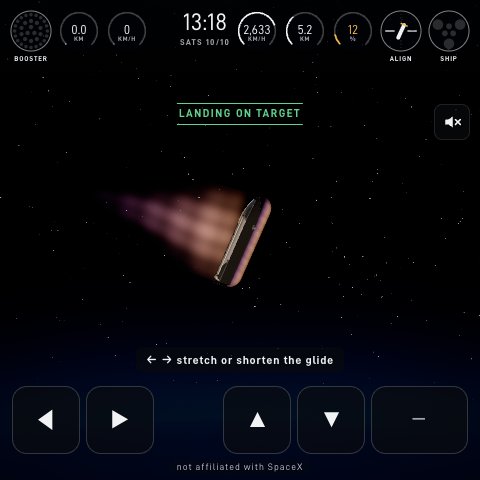 13:18
SATS 10/10
0.0
KM
0
KM/H
2,633
KM/H
5.2
KM
12
%
BOOSTER
ALIGN
SHIP
LANDING ON TARGET
← → stretch or shorten the glide
not affiliated with SpaceX